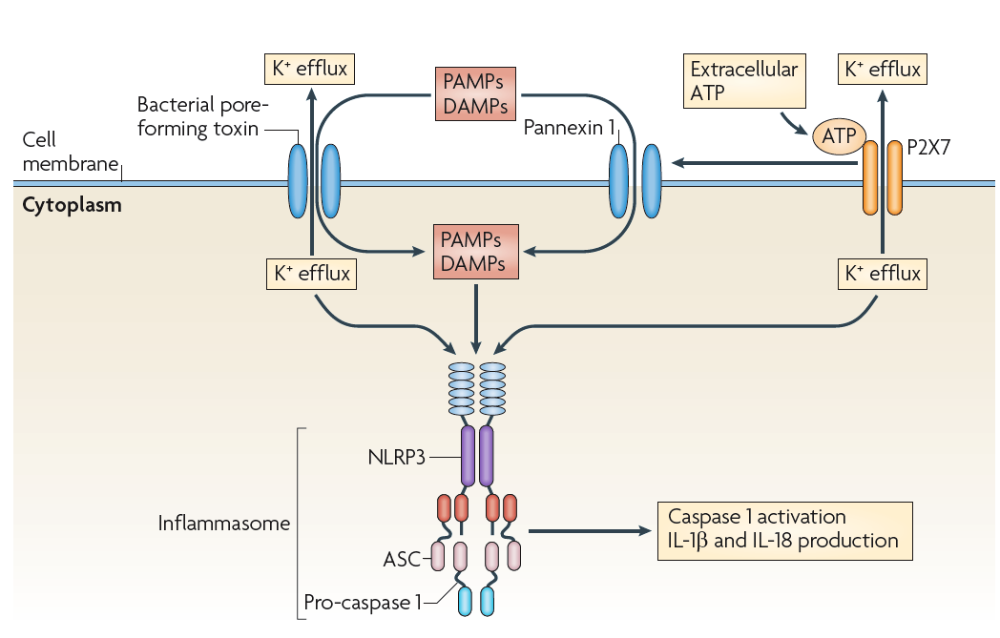 K⁺ efflux
PAMPs
DAMPs
Extracellular
ATP
K⁺ efflux
Bacterial pore-
forming toxin
Pannexin 1
ATP
P2X7
Cell
membrane
Cytoplasm
PAMPs
DAMPs
K⁺ efflux
K⁺ efflux
NLRP3
Inflammasome
Caspase 1 activation
IL-1β and IL-18 production
ASC
Pro-caspase 1